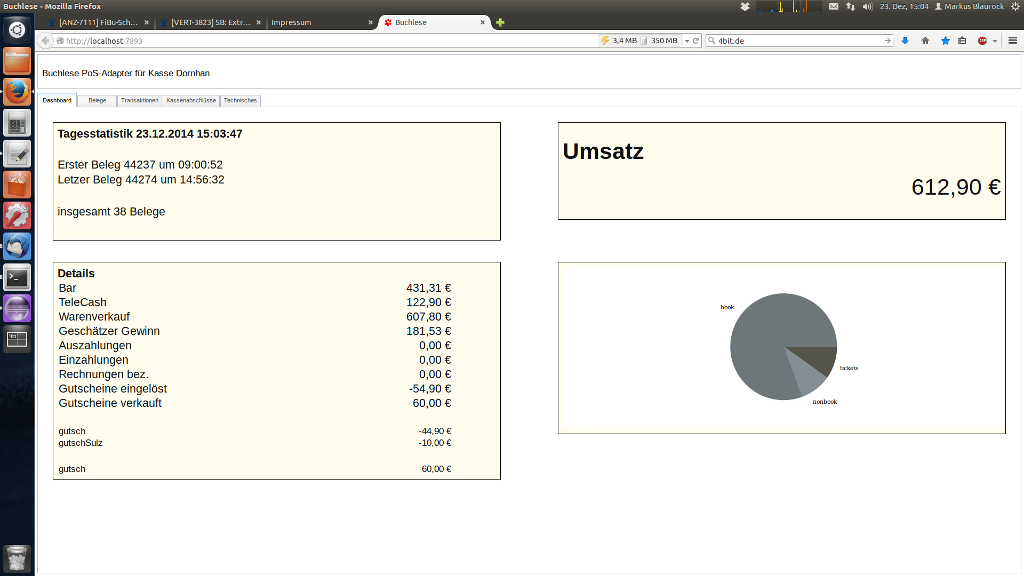 Buchlese - Mozilla Firefox
23. Dez, 15:04 Markus Blaurock
[ANZ-7111] FiBu-Sch... × [VERT-3823] SB: Extr... × Impressum × Buchlese ×
http://localhost:7893 3,4 MB 350 MB 4bit.de
Buchlese PoS-Adapter für Kasse Dornhan
Dashboard Belege Transaktionen Kassenabschlüsse Technisches
Tagesstatistik 23.12.2014 15:03:47
Erster Beleg 44237 um 09:00:52
Letzer Beleg 44274 um 14:56:32
insgesamt 38 Belege
Umsatz
612,90 €
Details
Bar 431,31 €
TeleCash 122,90 €
Warenverkauf 607,80 €
Geschätzer Gewinn 181,53 €
Auszahlungen 0,00 €
Einzahlungen 0,00 €
Rechnungen bez. 0,00 €
Gutscheine eingelöst -54,90 €
Gutscheine verkauft 60,00 €
gutsch -44,90 €
gutschSulz -10,00 €
gutsch 60,00 €
book
tickets
nonbook